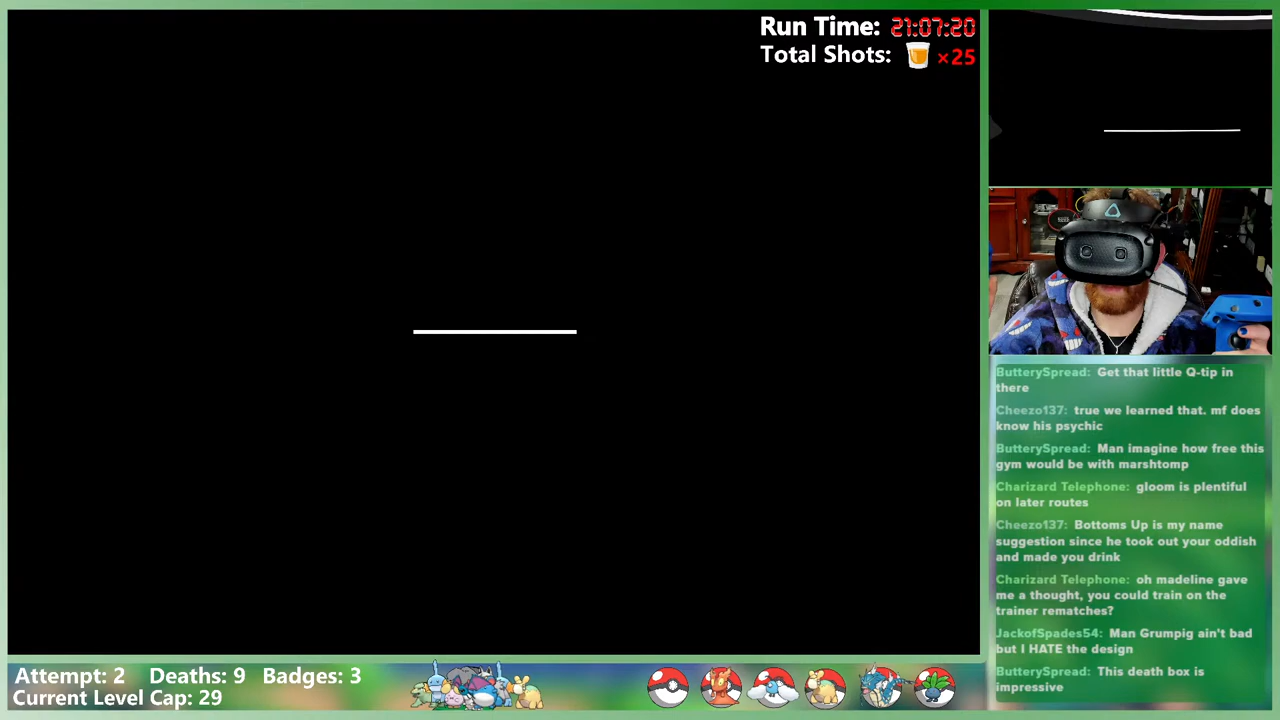 Run Time: 21:07:20
Total Shots: ×25
ButterySpread: Get that little Q-tip in
there
Cheezo137: true we learned that. mf does
know his psychic
ButterySpread: Man imagine how free this
gym would be with marshtomp
Charizard Telephone: gloom is plentiful
on later routes
Cheezo137: Bottoms Up is my name
suggestion since he took out your oddish
and made you drink
Charizard Telephone: oh madeline gave
me a thought, you could train on the
trainer rematches?
JackofSpades54: Man Grumpig ain't bad
but I HATE the design
ButterySpread: This death box is
impressive
Attempt: 2 Deaths: 9 Badges: 3
Current Level Cap: 29